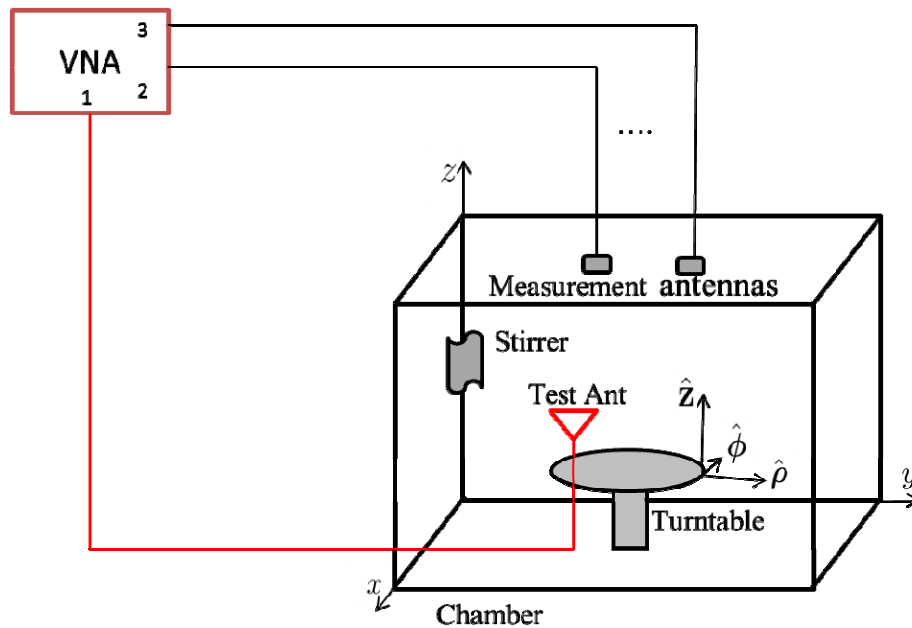 3
VNA
1
2
....
z
Measurement antennas
Stirrer
Test Ant
ẑ
ϕ̂
ρ̂
y
Turntable
x
Chamber